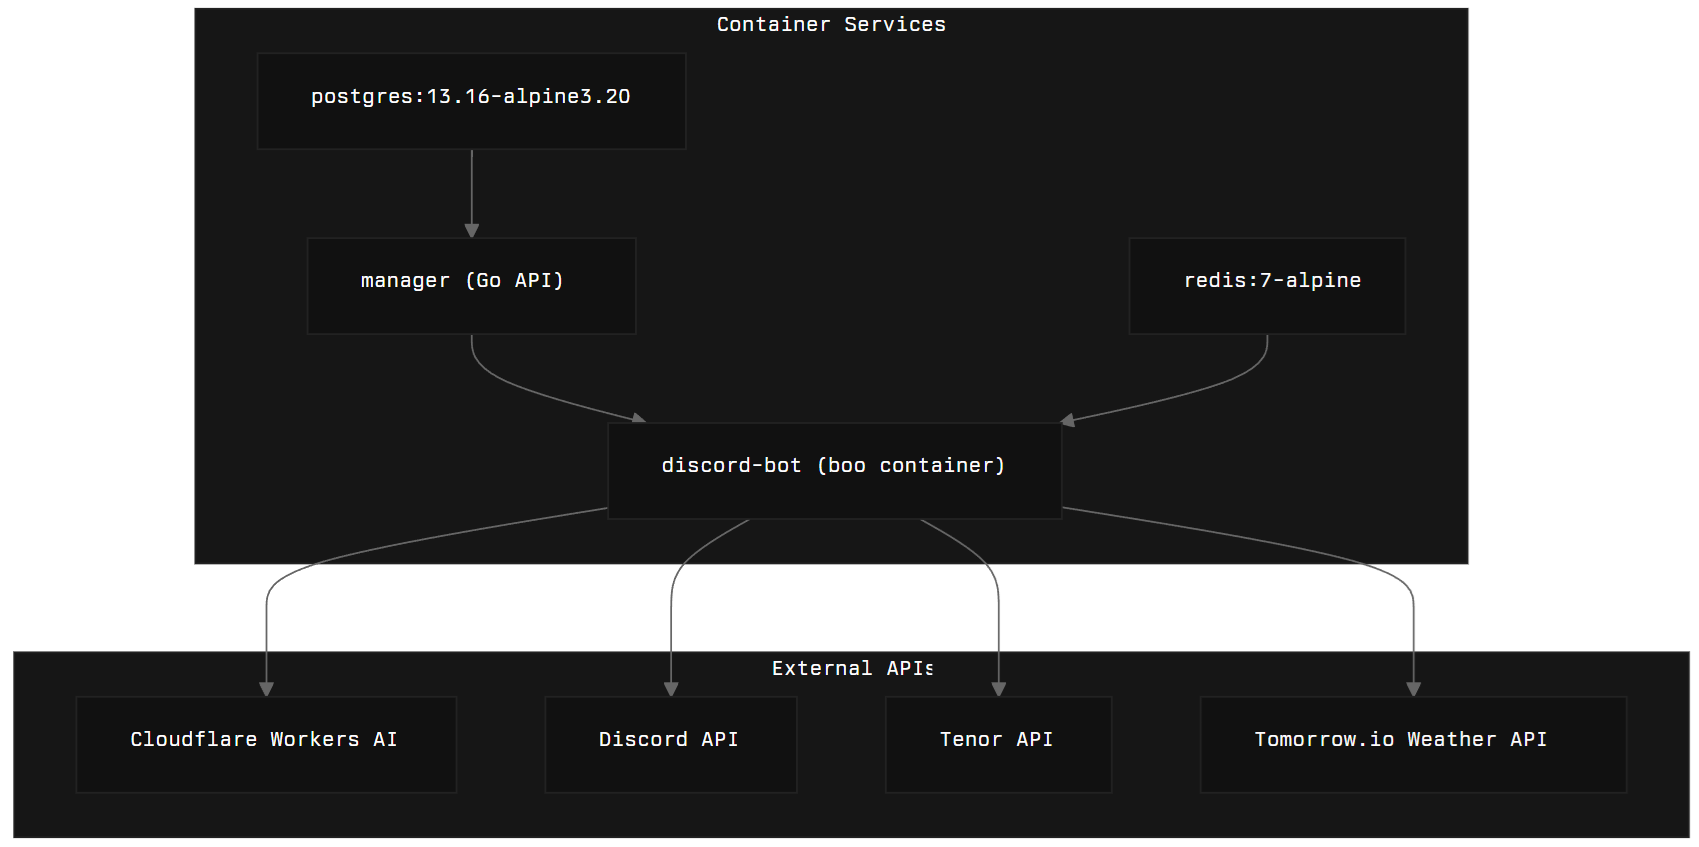 Container Services
postgres:13.16-alpine3.20
manager (Go API)
redis:7-alpine
discord-bot (boo container)
External APIs
Cloudflare Workers AI
Discord API
Tenor API
Tomorrow.io Weather API